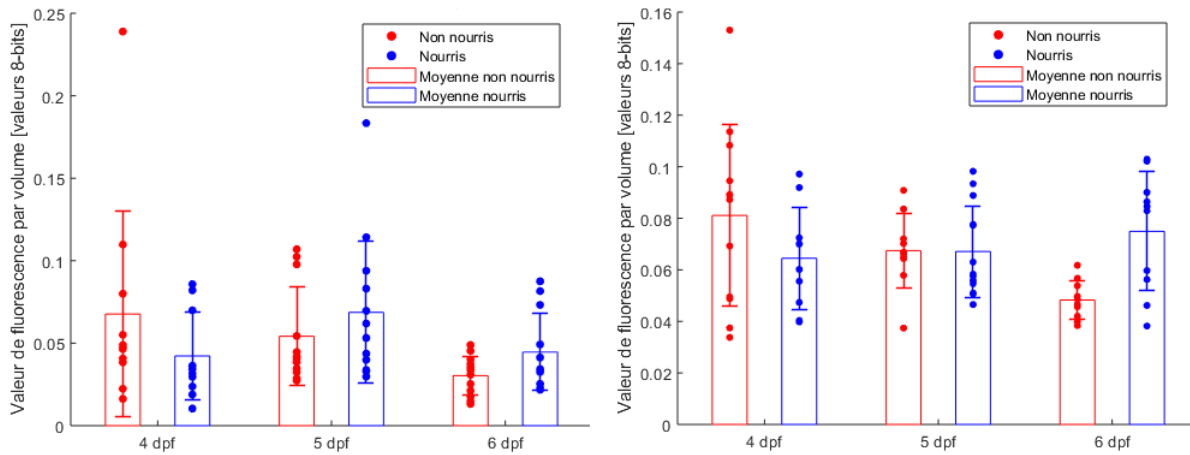 Valeur de fluorescence par volume [valeurs 8-bits]
0.25
0.2
0.15
0.1
0.05
0
4 dpf
5 dpf
6 dpf
Non nourris
Nourris
Moyenne non nourris
Moyenne nourris
Valeur de fluorescence par volume [valeurs 8-bits]
0.16
0.14
0.12
0.1
0.08
0.06
0.04
0.02
0
4 dpf
5 dpf
6 dpf
Non nourris
Nourris
Moyenne non nourris
Moyenne nourris